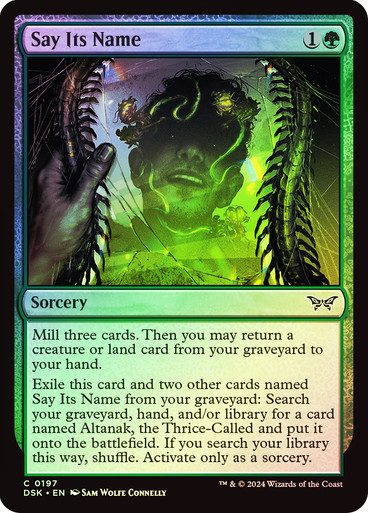 Say Its Name 1
Sorcery
Mill three cards. Then you may return a
creature or land card from your graveyard to
your hand.
Exile this card and two other cards named
Say Its Name from your graveyard: Search
your graveyard, hand, and/or library for a card
named Altanak, the Thrice-Called and put it
onto the battlefield. If you search your library
this way, shuffle. Activate only as a sorcery.
C 0197
DSK • EN Sam Wolfe Connelly
™ & © 2024 Wizards of the Coast